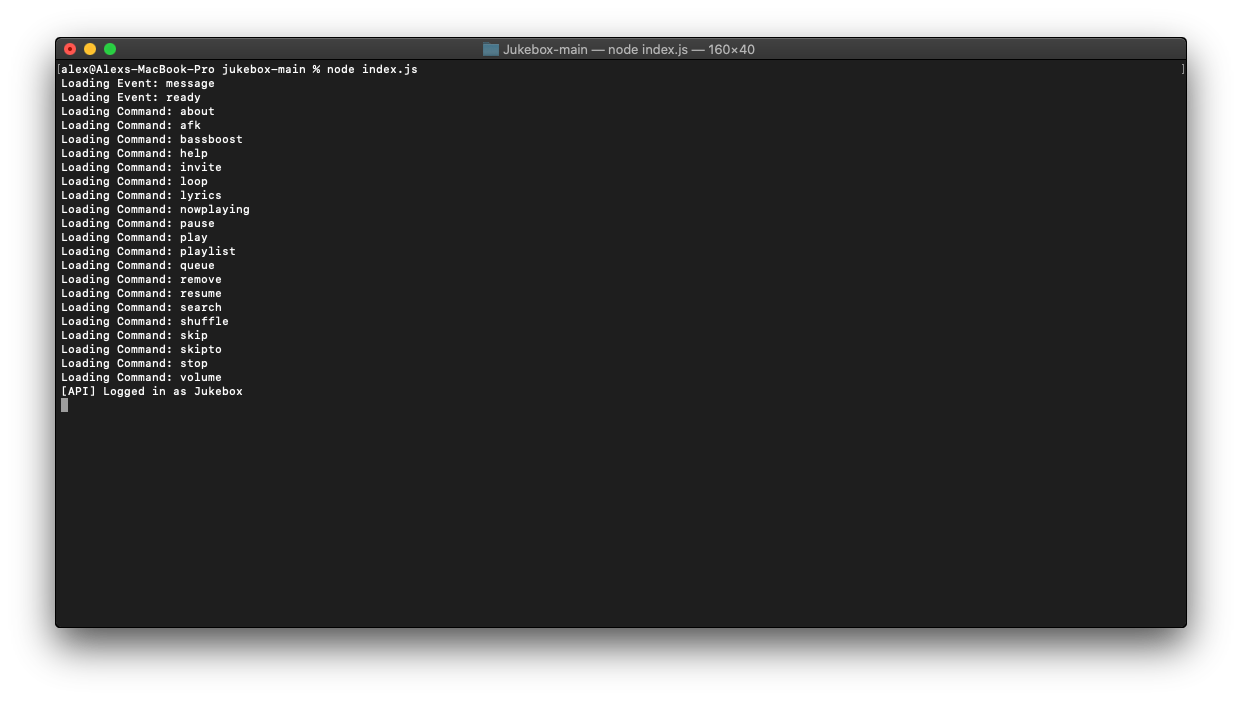 Jukebox-main — node index.js — 160×40
[alex@Alexs-MacBook-Pro jukebox-main % node index.js ]
Loading Event: message
Loading Event: ready
Loading Command: about
Loading Command: afk
Loading Command: bassboost
Loading Command: help
Loading Command: invite
Loading Command: loop
Loading Command: lyrics
Loading Command: nowplaying
Loading Command: pause
Loading Command: play
Loading Command: playlist
Loading Command: queue
Loading Command: remove
Loading Command: resume
Loading Command: search
Loading Command: shuffle
Loading Command: skip
Loading Command: skipto
Loading Command: stop
Loading Command: volume
[API] Logged in as Jukebox